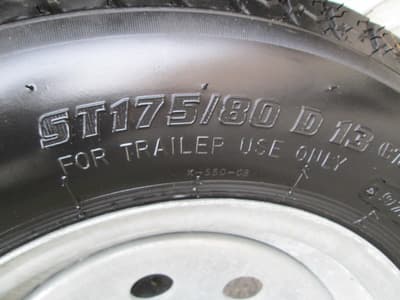 ST175/80 D 13
FOR TRAILER USE ONLY